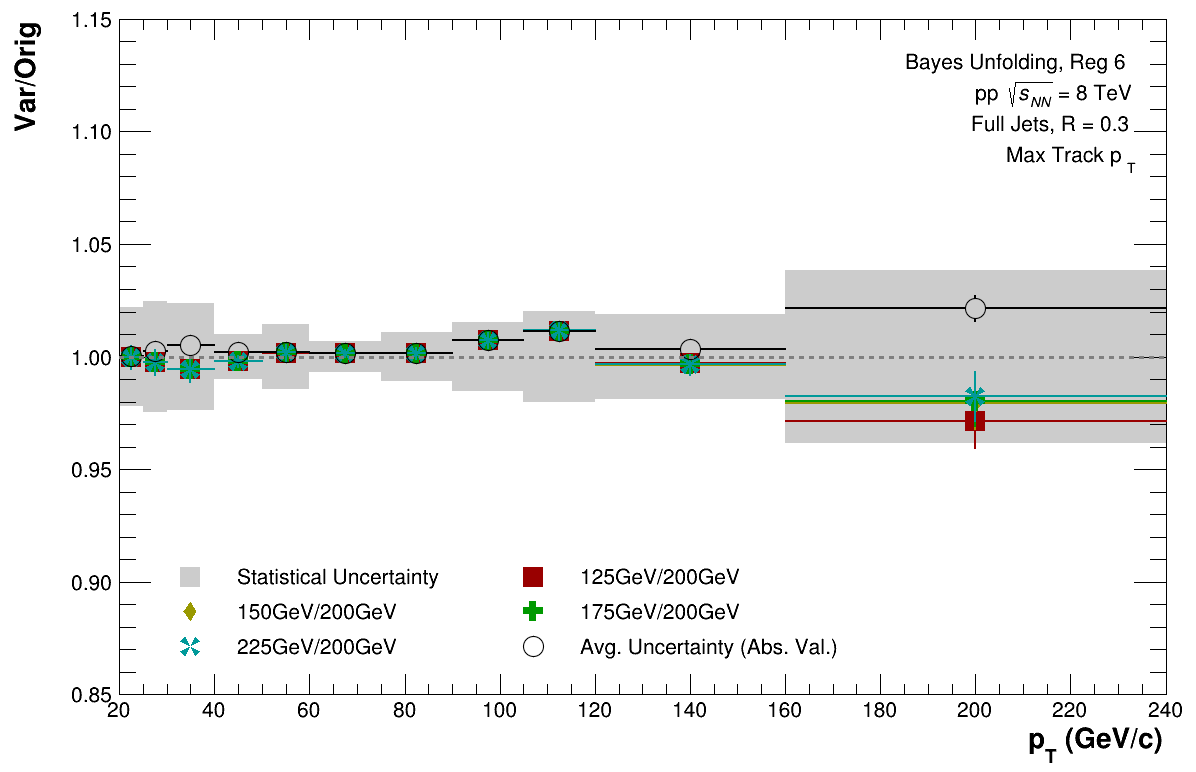 Var/Orig
1.15
1.10
1.05
1.00
0.95
0.90
0.85
Bayes Unfolding, Reg 6
pp √s_NN = 8 TeV
Full Jets, R = 0.3
Max Track p_T
Statistical Uncertainty
125GeV/200GeV
150GeV/200GeV
175GeV/200GeV
225GeV/200GeV
Avg. Uncertainty (Abs. Val.)
20 40 60 80 100 120 140 160 180 200 220 240
p_T (GeV/c)